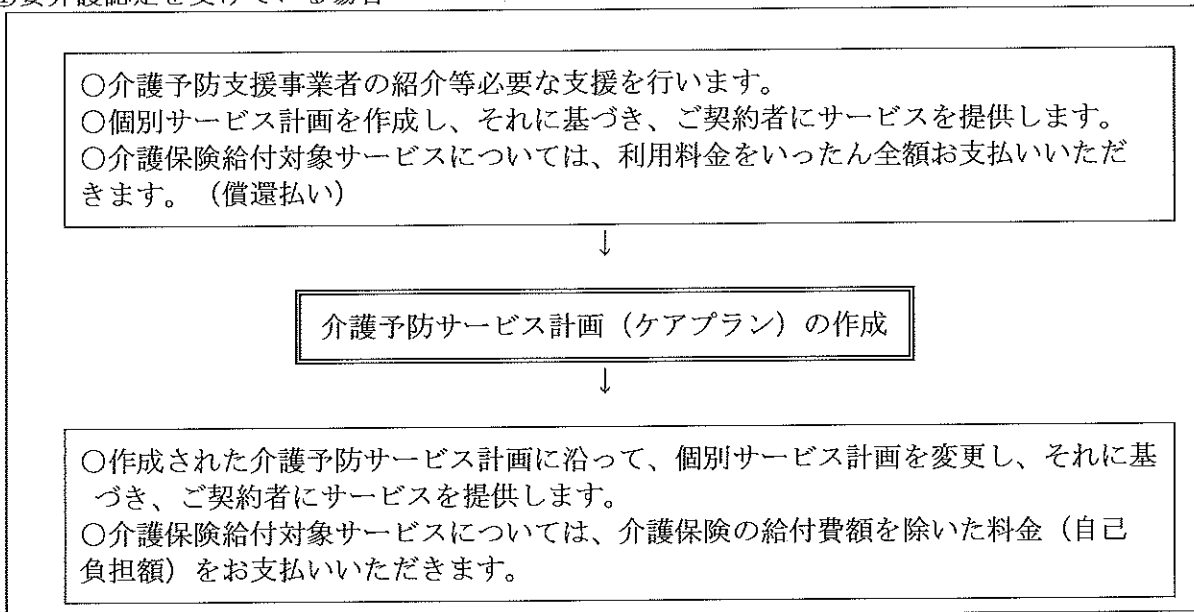 要介護認定を受けている場合
○介護予防支援事業者の紹介等必要な支援を行います。
○個別サービス計画を作成し、それに基づき、ご契約者にサービスを提供します。
○介護保険給付対象サービスについては、利用料金をいったん全額お支払いいただ
きます。（償還払い）
↓
介護予防サービス計画（ケアプラン）の作成
↓
○作成された介護予防サービス計画に沿って、個別サービス計画を変更し、それに基
づき、ご契約者にサービスを提供します。
○介護保険給付対象サービスについては、介護保険の給付費額を除いた料金（自己
負担額）をお支払いいただきます。